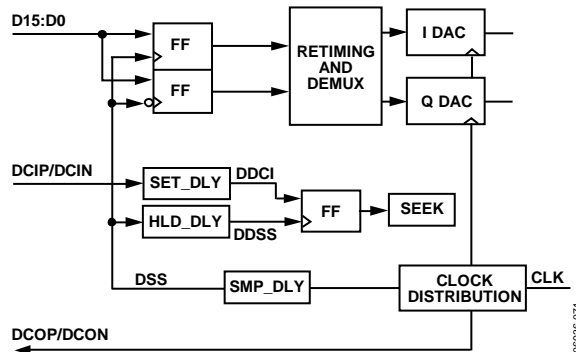 D15:D0
FF
FF
RETIMING
AND
DEMUX
I DAC
Q DAC
DCIP/DCIN
SET_DLY
DDCI
HLD_DLY
DDSS
FF
SEEK
DSS
SMP_DLY
CLOCK
DISTRIBUTION
CLK
DCOP/DCON